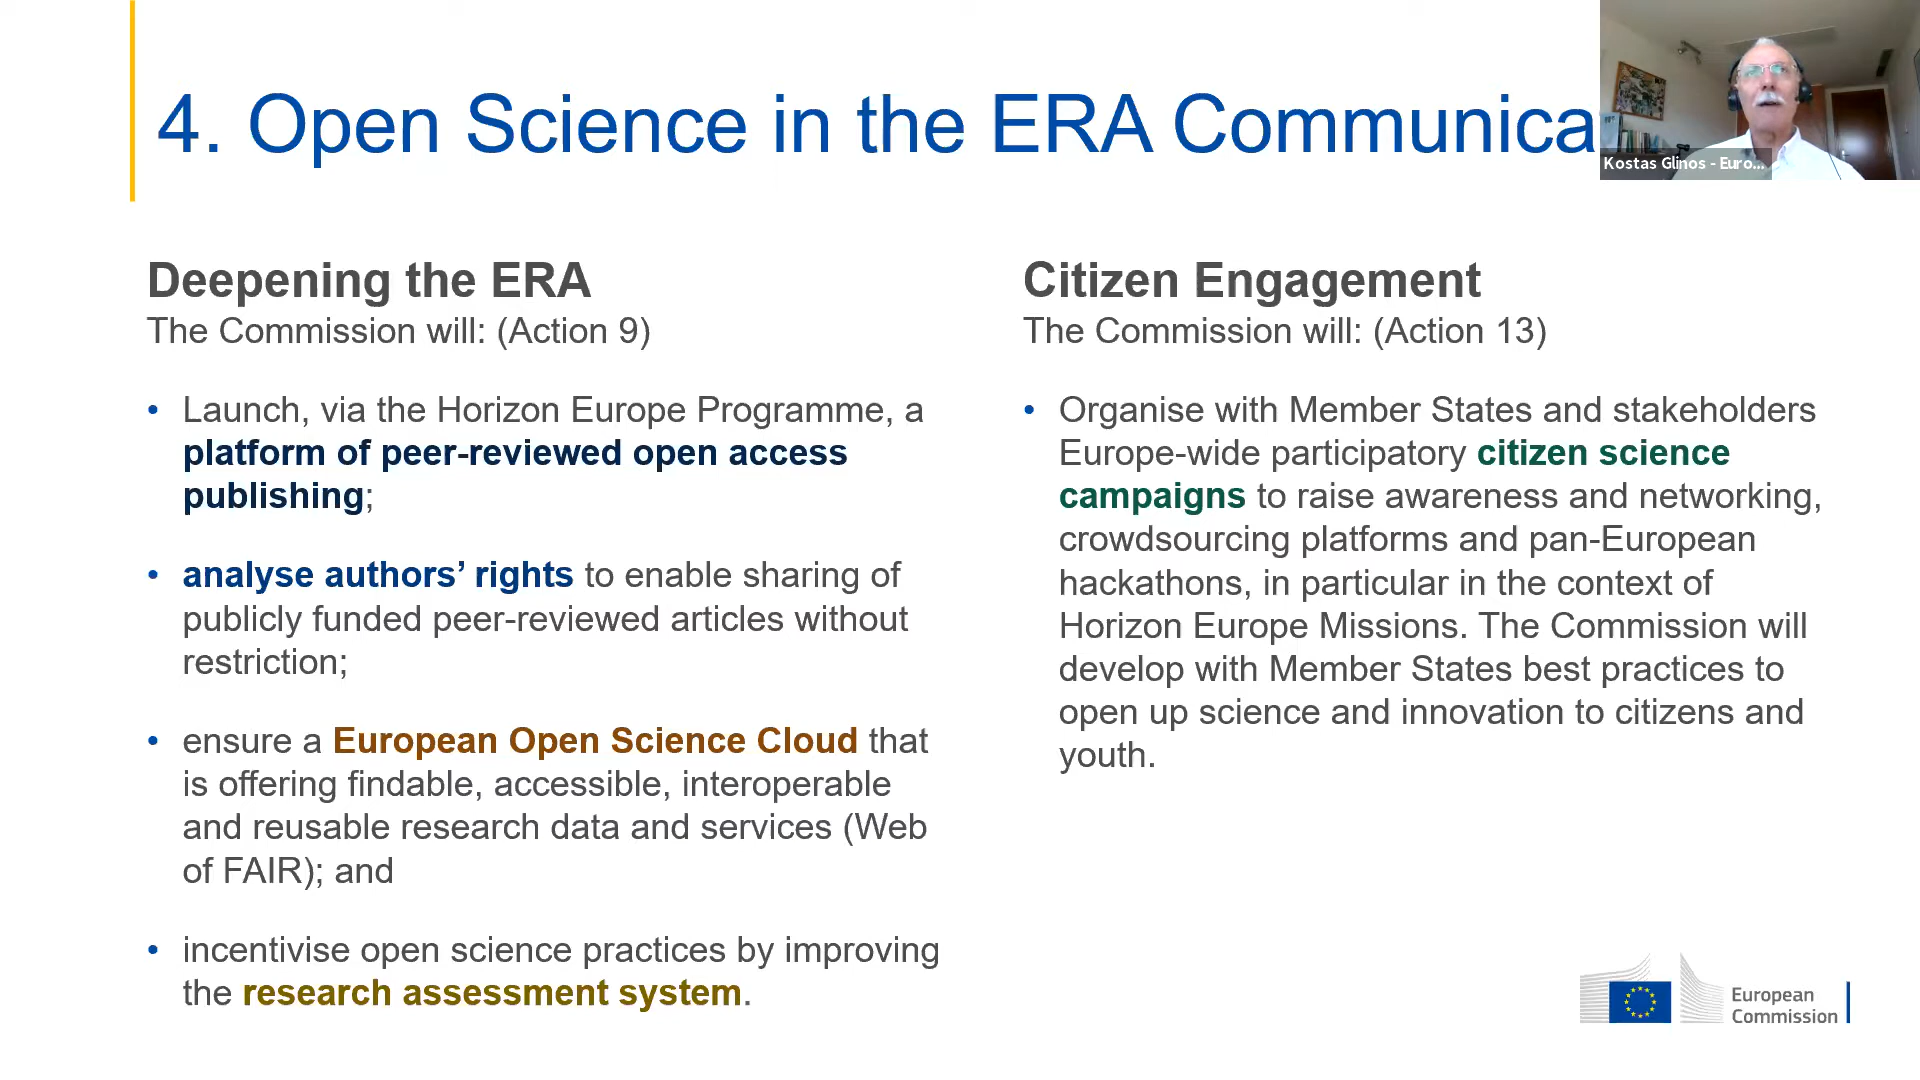 4. Open Science in the ERA Communica
Kostas Glinos - Euro...
Deepening the ERA
The Commission will: (Action 9)
• Launch, via the Horizon Europe Programme, a
platform of peer-reviewed open access
publishing;
• analyse authors’ rights to enable sharing of
publicly funded peer-reviewed articles without
restriction;
• ensure a European Open Science Cloud that
is offering findable, accessible, interoperable
and reusable research data and services (Web
of FAIR); and
• incentivise open science practices by improving
the research assessment system.
Citizen Engagement
The Commission will: (Action 13)
• Organise with Member States and stakeholders
Europe-wide participatory citizen science
campaigns to raise awareness and networking,
crowdsourcing platforms and pan-European
hackathons, in particular in the context of
Horizon Europe Missions. The Commission will
develop with Member States best practices to
open up science and innovation to citizens and
youth.
European
Commission